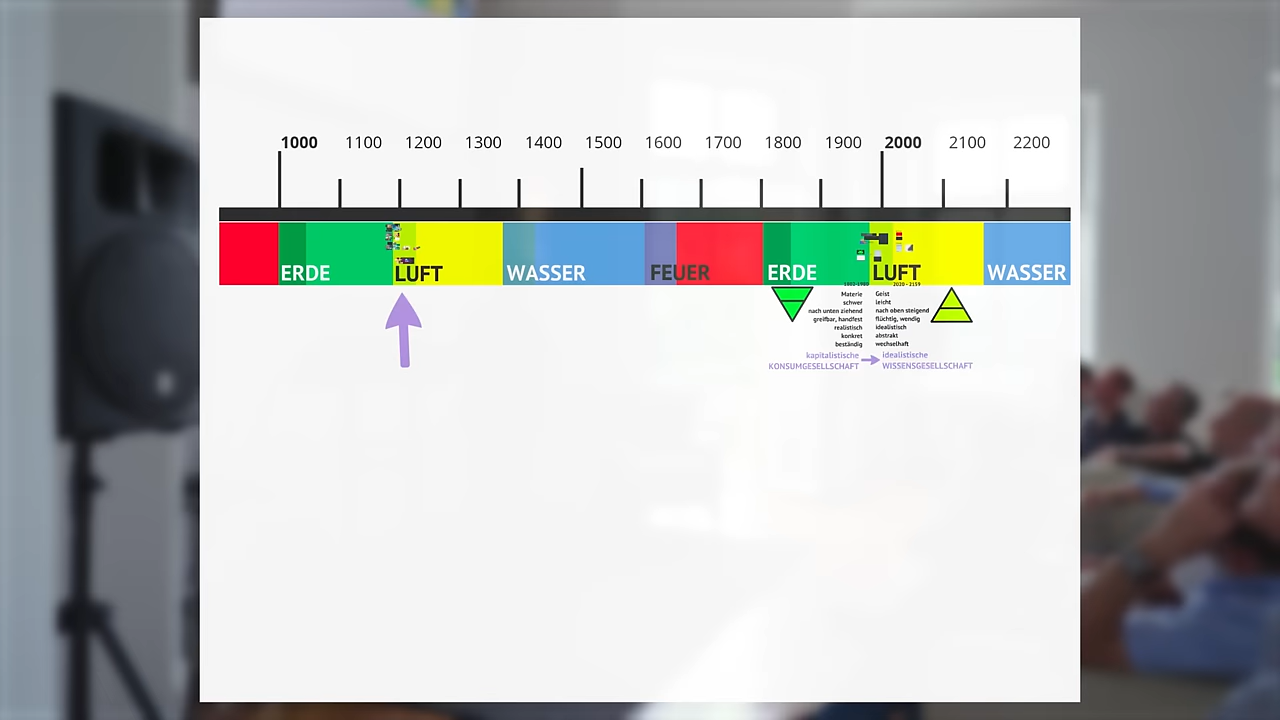 1000 1100 1200 1300 1400 1500 1600 1700 1800 1900 2000 2100 2200
ERDE LUFT WASSER FEUER ERDE LUFT WASSER
2020 - 2159
Materie Geist
schwer leicht
nach unten ziehend nach oben steigend
greifbar, handfest flüchtig, wendig
realistisch idealistisch
konkret abstrakt
beständig wechselhaft
kapitalistische idealistische
KONSUMGESELLSCHAFT WISSENSGESELLSCHAFT